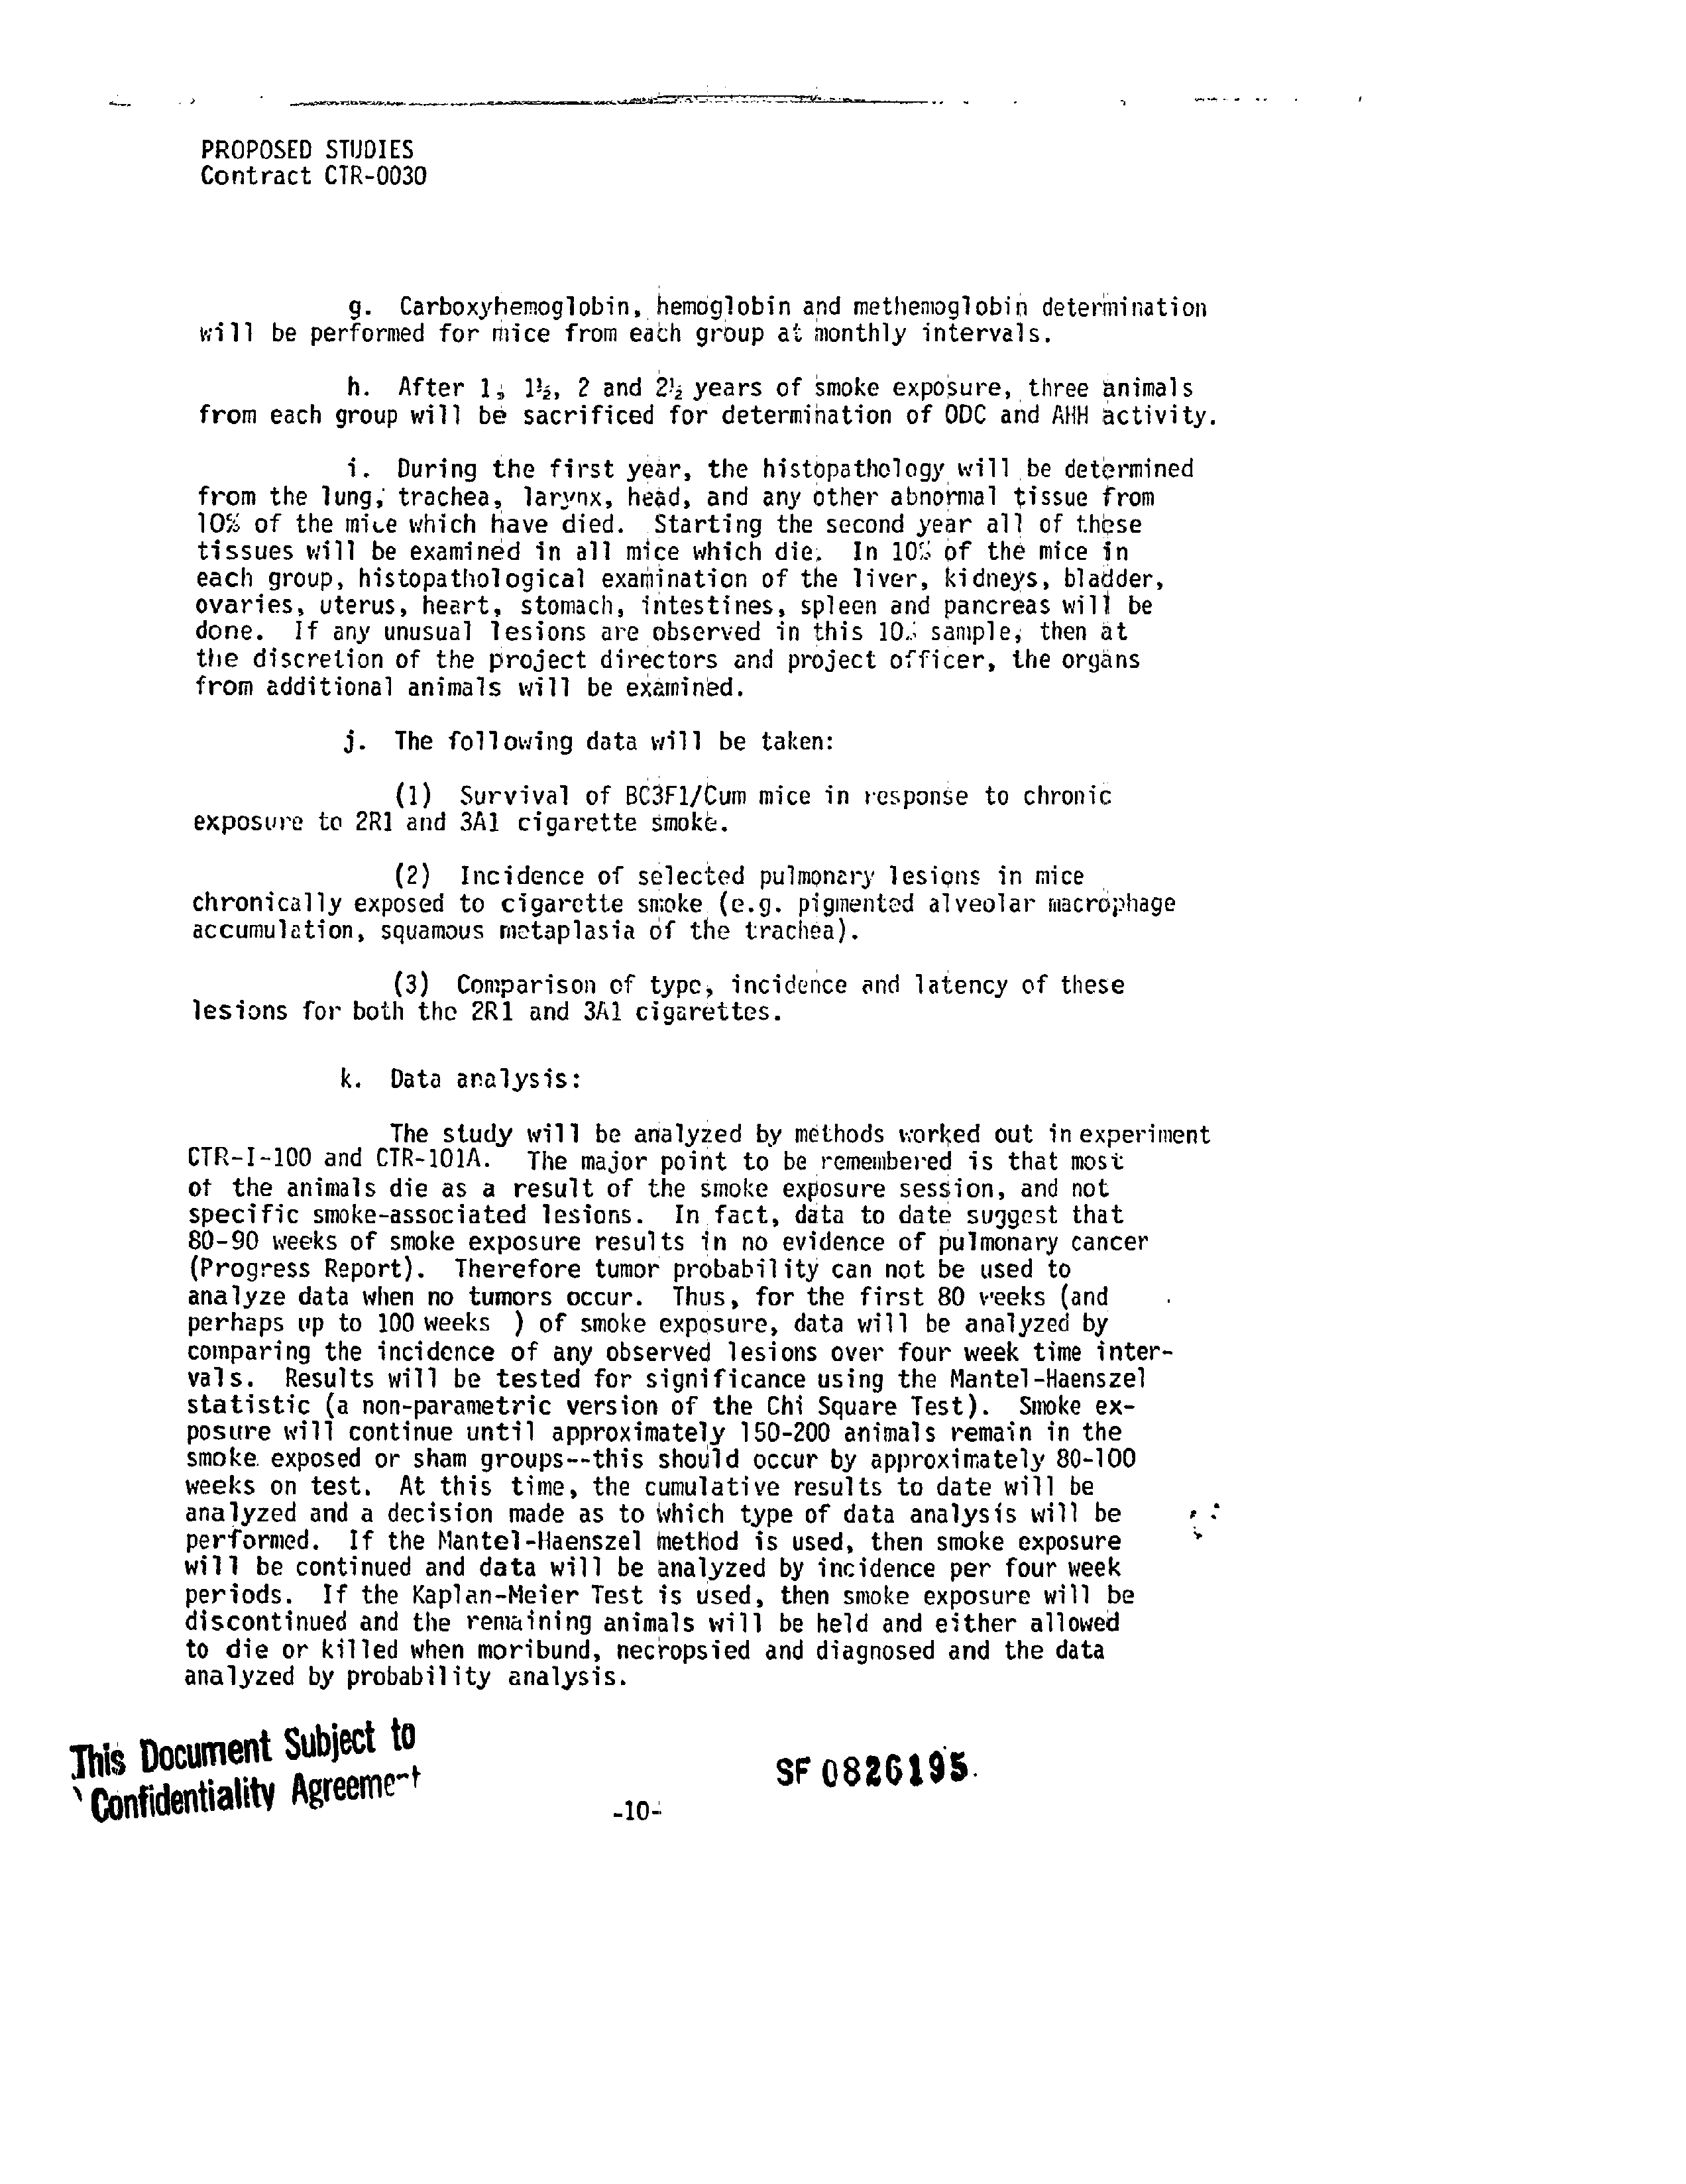 PROPOSED STUDIES
Contract CTR-0030
g. Carboxyhemoglobin, hemoglobin and methemoglobin determination
will be performed for mice from each group at monthly intervals.
h. After 1, 1½, 2 and 2½ years of smoke exposure, three animals
from each group will be sacrificed for determination of ODC and AHH activity.
i. During the first year, the histopathology will be determined
from the lung, trachea, larynx, head, and any other abnormal tissue from
10% of the mice which have died. Starting the second year all of these
tissues will be examined in all mice which die. In 10% of the mice in
each group, histopathological examination of the liver, kidneys, bladder,
ovaries, uterus, heart, stomach, intestines, spleen and pancreas will be
done. If any unusual lesions are observed in this 10% sample, then at
the discretion of the project directors and project officer, the organs
from additional animals will be examined.
j. The following data will be taken:
(1) Survival of BC3F1/Cum mice in response to chronic
exposure to 2R1 and 3A1 cigarette smoke.
(2) Incidence of selected pulmonary lesions in mice
chronically exposed to cigarette smoke (e.g. pigmented alveolar macrophage
accumulation, squamous metaplasia of the trachea).
(3) Comparison of type, incidence and latency of these
lesions for both the 2R1 and 3A1 cigarettes.
k. Data analysis:
The study will be analyzed by methods worked out in experiment
CTR-I-100 and CTR-101A. The major point to be remembered is that most
of the animals die as a result of the smoke exposure session, and not
specific smoke-associated lesions. In fact, data to date suggest that
80-90 weeks of smoke exposure results in no evidence of pulmonary cancer
(Progress Report). Therefore tumor probability can not be used to
analyze data when no tumors occur. Thus, for the first 80 weeks (and
perhaps up to 100 weeks ) of smoke exposure, data will be analyzed by
comparing the incidence of any observed lesions over four week time inter-
vals. Results will be tested for significance using the Mantel-Haenszel
statistic (a non-parametric version of the Chi Square Test). Smoke ex-
posure will continue until approximately 150-200 animals remain in the
smoke exposed or sham groups--this should occur by approximately 80-100
weeks on test. At this time, the cumulative results to date will be
analyzed and a decision made as to which type of data analysis will be
performed. If the Mantel-Haenszel method is used, then smoke exposure
will be continued and data will be analyzed by incidence per four week
periods. If the Kaplan-Meier Test is used, then smoke exposure will be
discontinued and the remaining animals will be held and either allowed
to die or killed when moribund, necropsied and diagnosed and the data
analyzed by probability analysis.
This Document Subject to
Confidentiality Agreement
SF 0826195
-10-